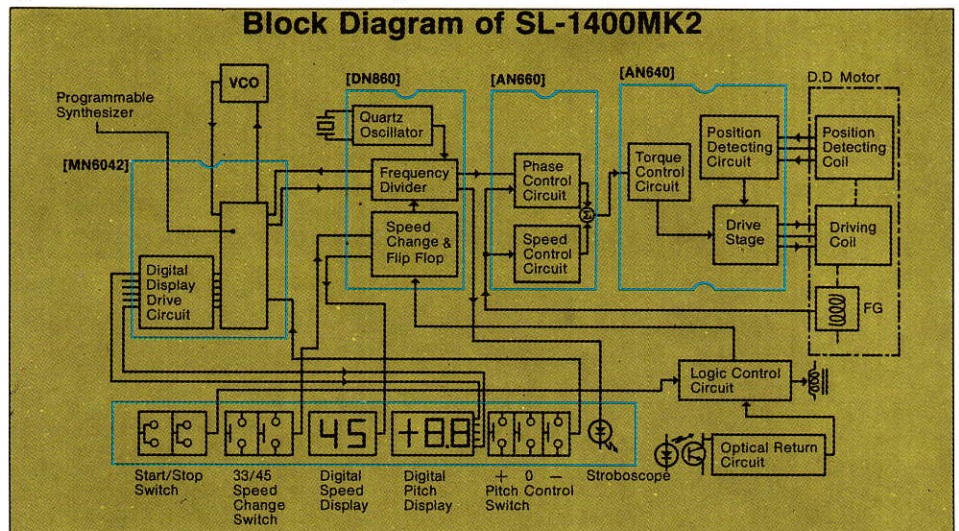 Block Diagram of SL-1400MK2
VCO
[DN860]
[AN660]
[AN640]
D.D Motor
Programmable
Synthesizer
Quartz
Oscillator
Position
Detecting
Circuit
Position
Detecting
Coil
[MN6042]
Frequency
Divider
Phase
Control
Circuit
Torque
Control
Circuit
Σ
Speed
Change &
Flip Flop
Speed
Control
Circuit
Drive
Stage
Driving
Coil
Digital
Display
Drive
Circuit
FG
Logic Control
Circuit
45
+8.8
Optical Return
Circuit
Start/Stop
Switch
33/45
Speed
Change
Switch
Digital
Speed
Display
Digital
Pitch
Display
+ 0 −
Pitch Control
Switch
Stroboscope